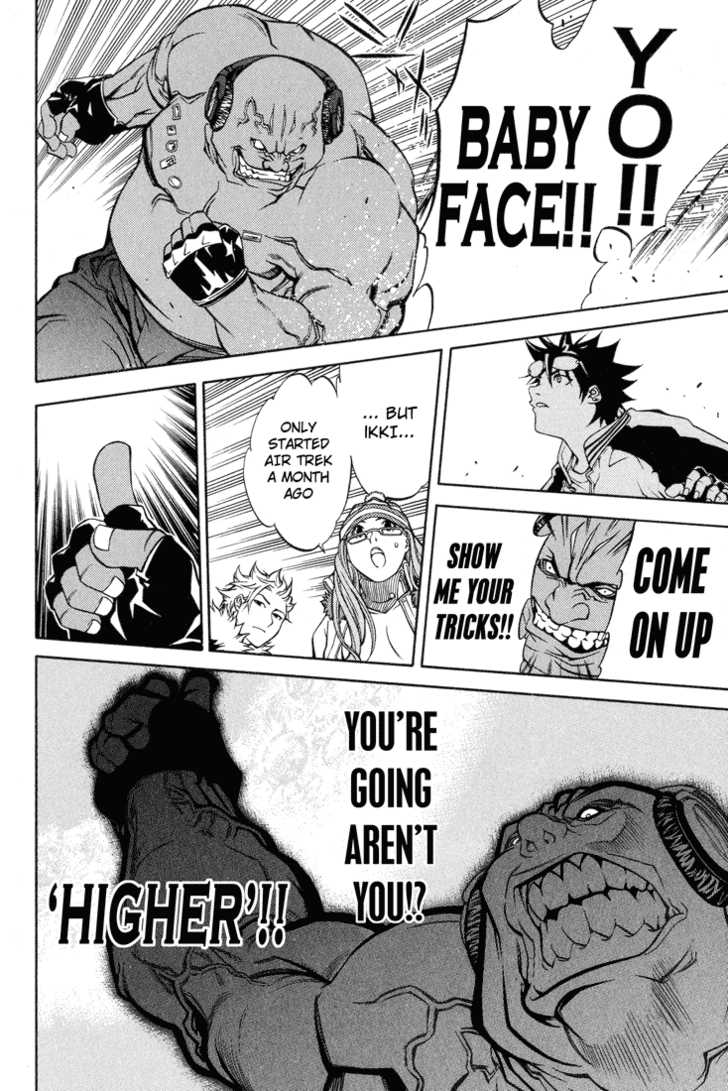 YO!!
BABY
FACE!!
... BUT
IKKI...
ONLY
STARTED
AIR TREK
A MONTH
AGO
COME
ON UP
SHOW
ME YOUR
TRICKS!!
YOU'RE
GOING
AREN'T
YOU!?
'HIGHER'!!